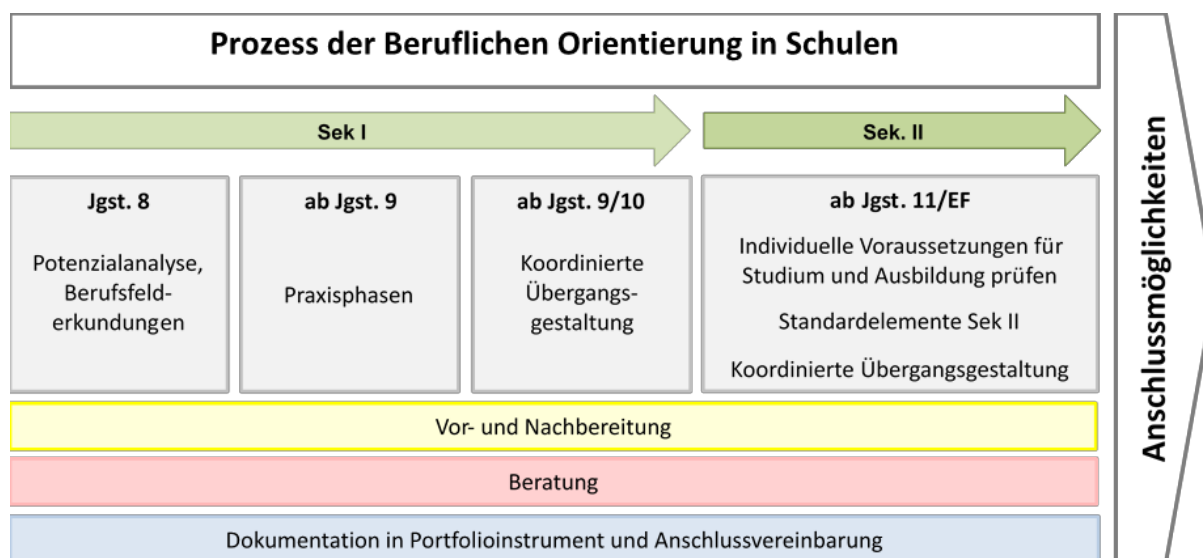 Prozess der Beruflichen Orientierung in Schulen
Sek I
Sek. II
Jgst. 8
Potenzialanalyse,
Berufsfeld-
erkundungen
ab Jgst. 9
Praxisphasen
ab Jgst. 9/10
Koordinierte
Übergangs-
gestaltung
ab Jgst. 11/EF
Individuelle Voraussetzungen für
Studium und Ausbildung prüfen
Standardelemente Sek II
Koordinierte Übergangsgestaltung
Vor- und Nachbereitung
Beratung
Dokumentation in Portfolioinstrument und Anschlussvereinbarung
Anschlussmöglichkeiten